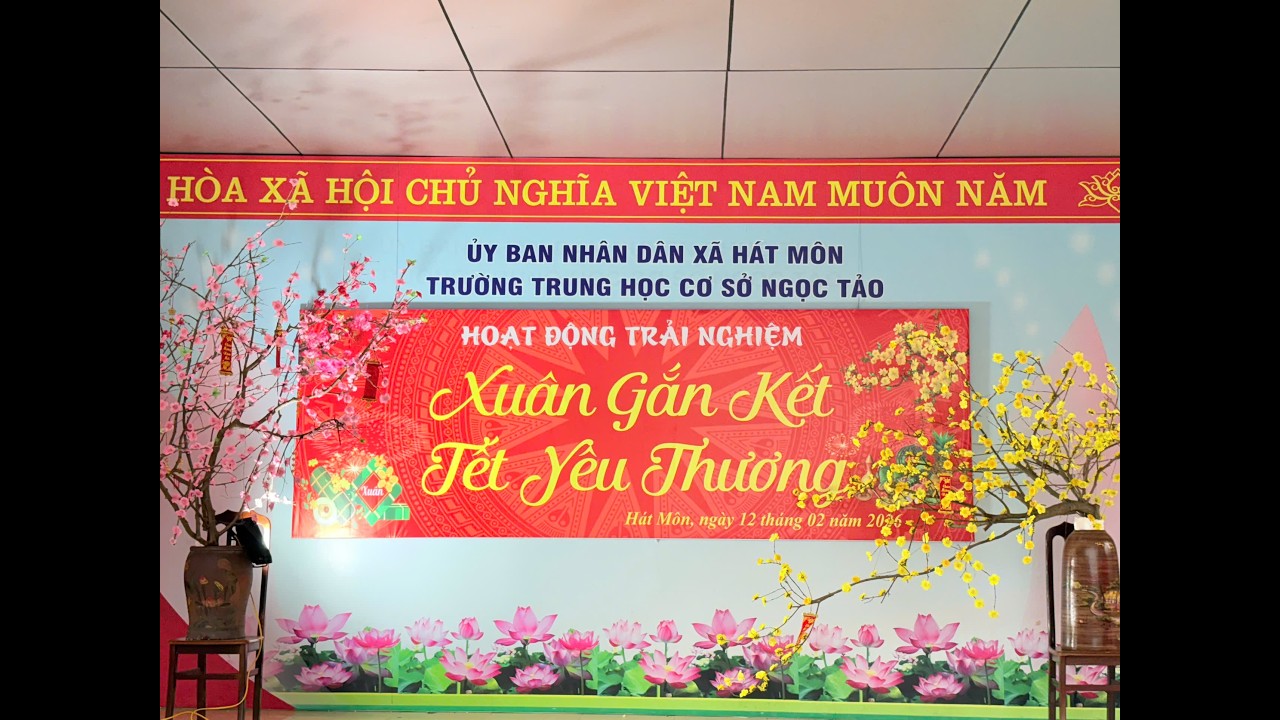 HÒA XÃ HỘI CHỦ NGHĨA VIỆT NAM MUÔN NĂM
ỦY BAN NHÂN DÂN XÃ HÁT MÔN
TRƯỜNG TRUNG HỌC CƠ SỞ NGỌC TẢO
HOẠT ĐỘNG TRẢI NGHIỆM
Xuân Gắn Kết
Tết Yêu Thương
Xuân
Hát Môn, ngày 12 tháng 02 năm 2026